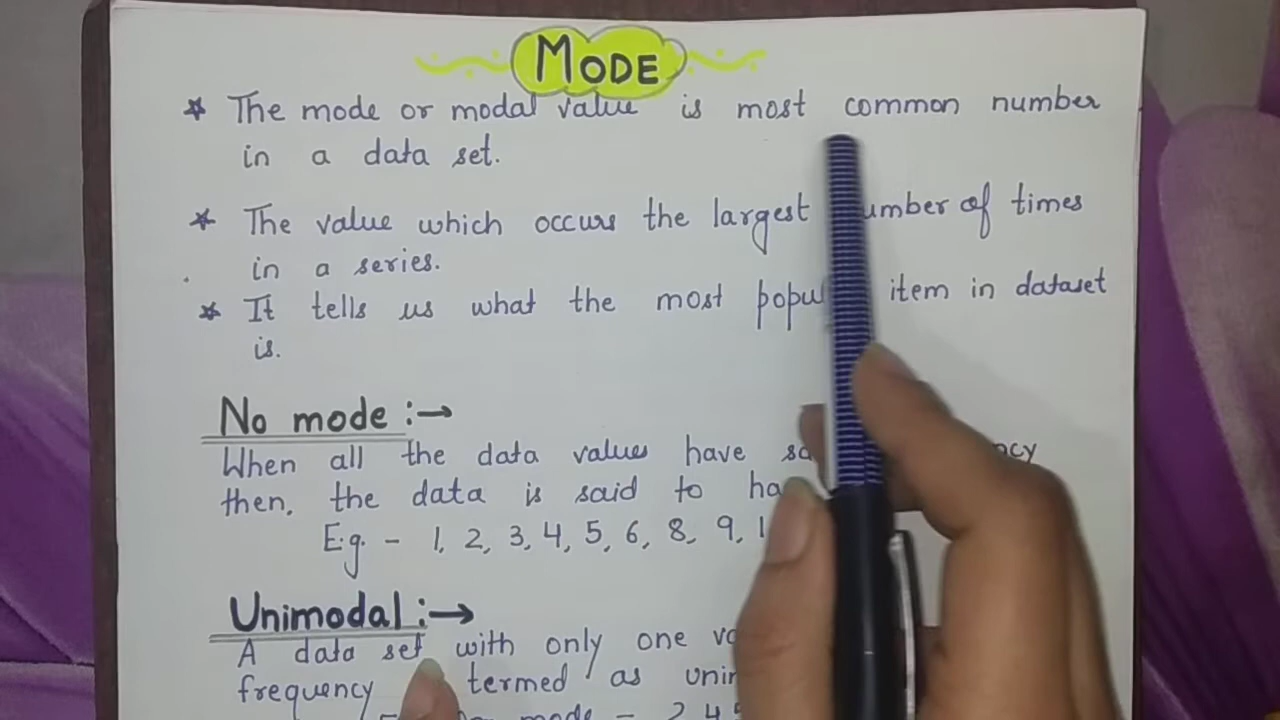 MODE
* The mode or modal value is most common number
in a data set.
* The value which occurs the largest number of times
in a series.
* It tells us what the most item in dataset
is.
No mode :→
When all the data values have
then, the data is said to
E.g. - 1, 2, 3, 4, 5, 6, 8, 9,
Unimodal :→
A data set with only one
frequency termed as
mode -